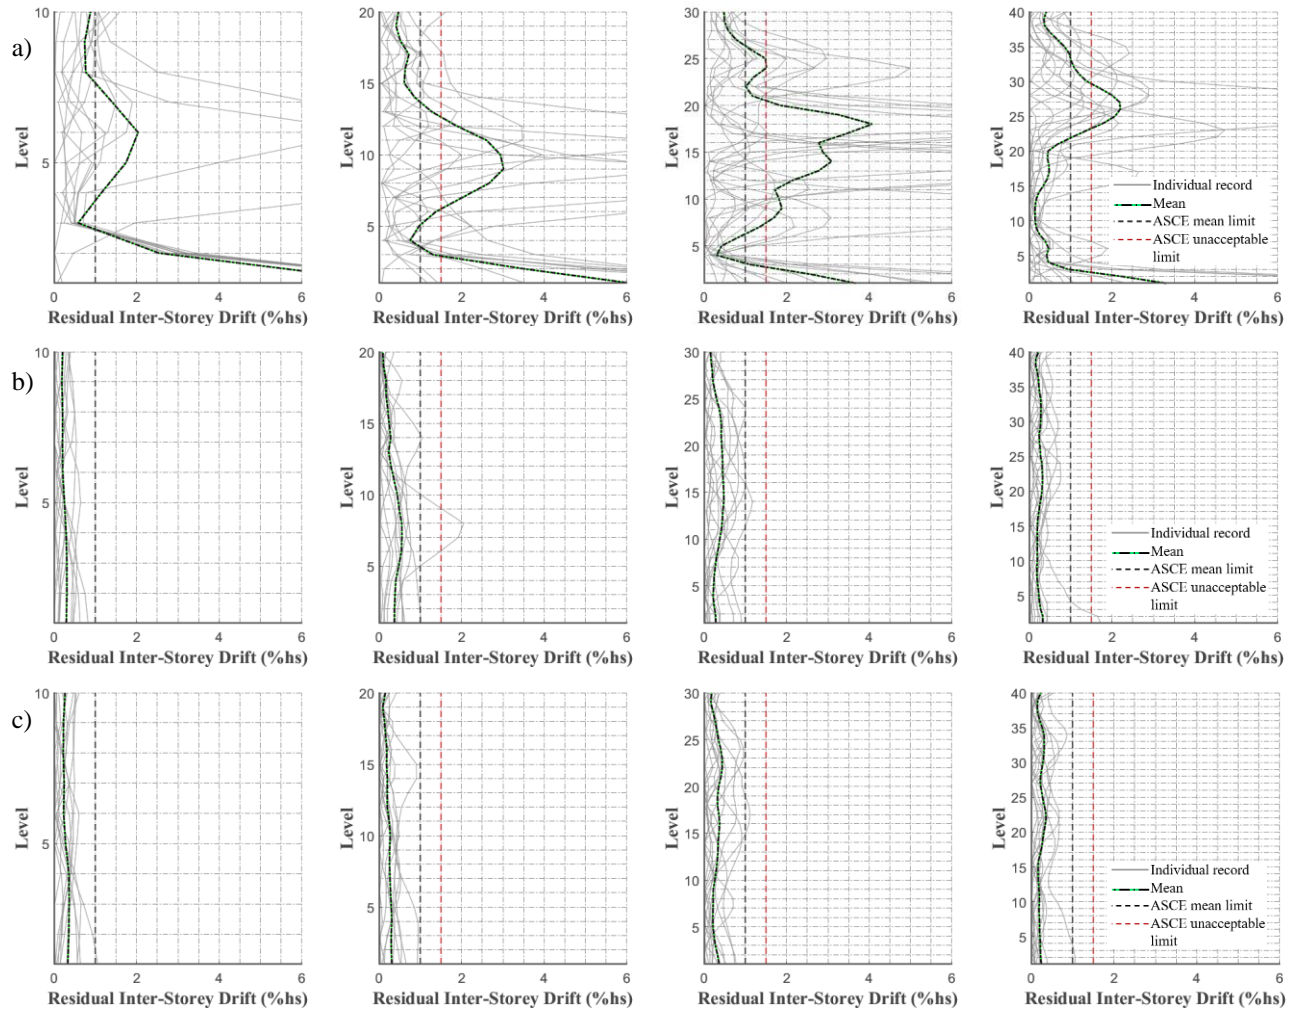 a)
10
5
Level
0
2
4
6
Residual Inter-Storey Drift (%hs)
20
15
10
5
Level
0
2
4
6
Residual Inter-Storey Drift (%hs)
30
25
20
15
10
5
Level
0
2
4
6
Residual Inter-Storey Drift (%hs)
40
35
30
25
20
15
10
5
Level
Individual record
Mean
ASCE mean limit
ASCE unacceptable
limit
0
2
4
6
Residual Inter-Storey Drift (%hs)
b)
10
5
Level
0
2
4
6
Residual Inter-Storey Drift (%hs)
20
15
10
5
Level
0
2
4
6
Residual Inter-Storey Drift (%hs)
30
25
20
15
10
5
Level
0
2
4
6
Residual Inter-Storey Drift (%hs)
40
35
30
25
20
15
10
5
Level
Individual record
Mean
ASCE mean limit
ASCE unacceptable
limit
0
2
4
6
Residual Inter-Storey Drift (%hs)
c)
10
5
Level
0
2
4
6
Residual Inter-Storey Drift (%hs)
20
15
10
5
Level
0
2
4
6
Residual Inter-Storey Drift (%hs)
30
25
20
15
10
5
Level
0
2
4
6
Residual Inter-Storey Drift (%hs)
40
35
30
25
20
15
10
5
Level
Individual record
Mean
ASCE mean limit
ASCE unacceptable
limit
0
2
4
6
Residual Inter-Storey Drift (%hs)